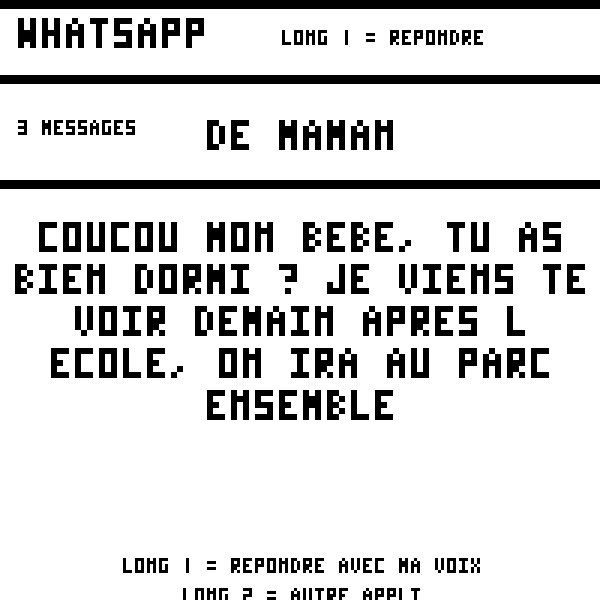 WHATSAPP
LONG 1 = REPONDRE
3 MESSAGES
DE MAMAN
COUCOU MON BEBE, TU AS
BIEN DORMI ? JE VIENS TE
VOIR DEMAIN APRES L
ECOLE, ON IRA AU PARC
ENSEMBLE
LONG 1 = REPONDRE AVEC MA VOIX
LONG 2 = AUTRE